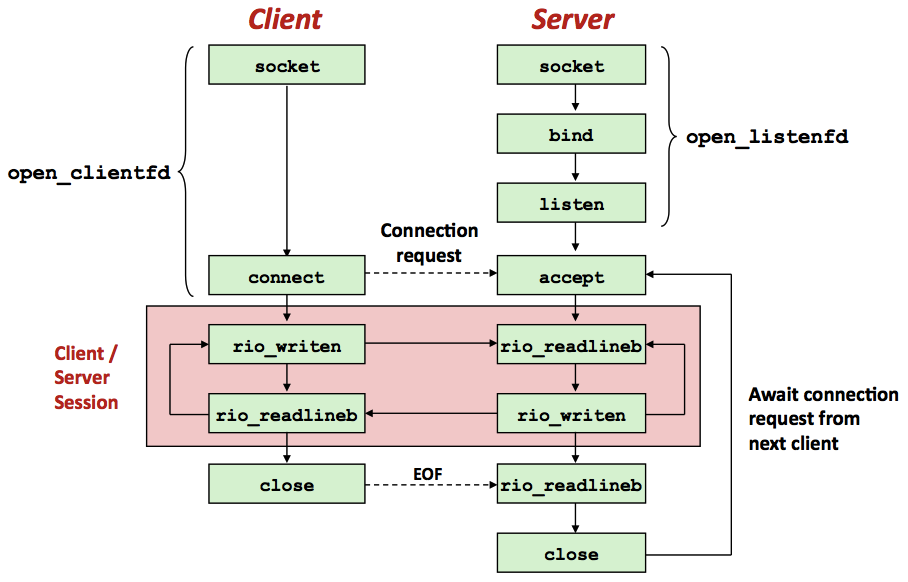 Client
Server
socket
socket
bind
open_listenfd
open_clientfd
listen
Connection
request
connect
accept
Client /
Server
Session
rio_writen
rio_readlineb
rio_readlineb
rio_writen
Await connection
request from
next client
close
EOF
rio_readlineb
close